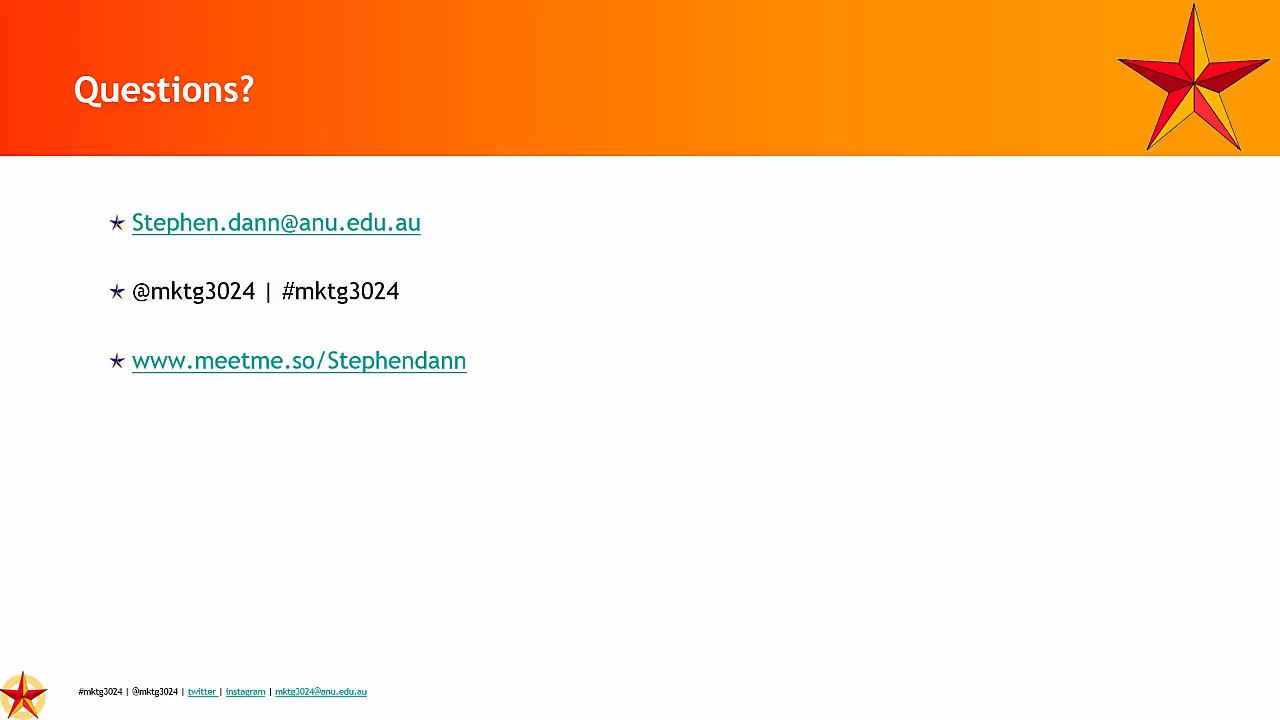 Questions?
Stephen.dann@anu.edu.au
@mktg3024 | #mktg3024
www.meetme.so/Stephendann
#mktg3024 | @mktg3024 | twitter | instagram | mktg3024@anu.edu.au